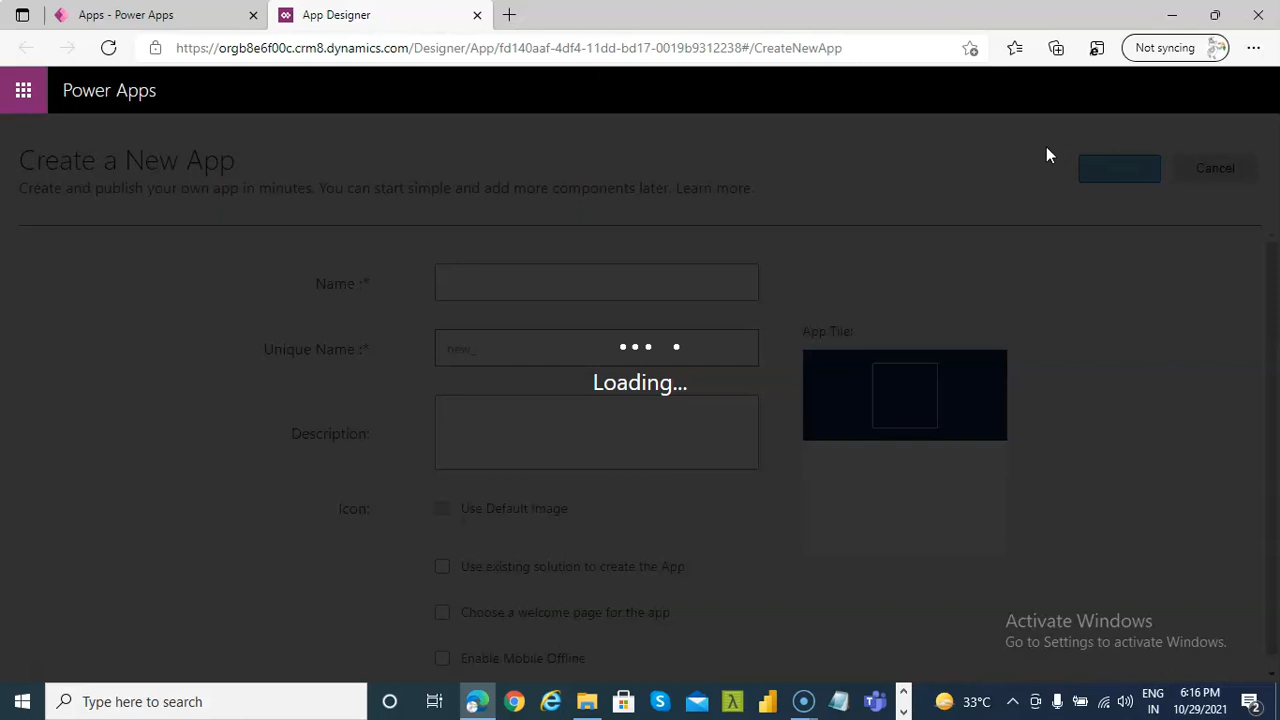 Apps - Power Apps
App Designer
https://orgb8e6f00c.crm8.dynamics.com/Designer/App/fd140aaf-4df4-11dd-bd17-0019b9312238#/CreateNewApp
Not syncing
Power Apps
Create a New App
Cancel
Create and publish your own app in minutes. You can start simple and add more components later. Learn more.
Name :*
Unique Name :*
new_
App Tile:
Loading...
Description:
Icon:
Use Default Image
Use existing solution to create the App
Choose a welcome page for the app
Enable Mobile Offline
Activate Windows
Go to Settings to activate Windows.
Type here to search
33°C
ENG
IN
6:16 PM
10/29/2021
2